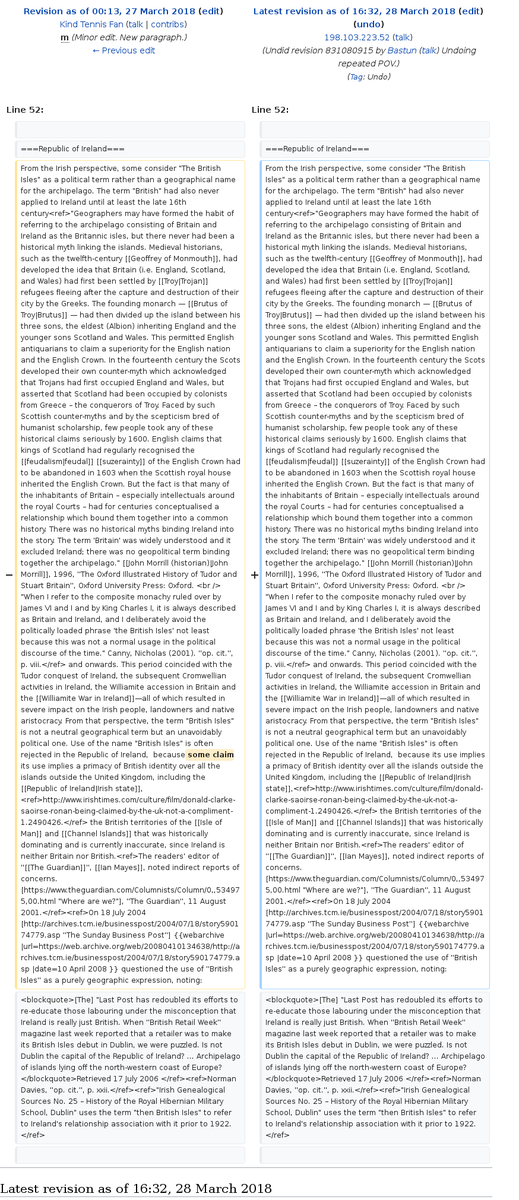 Revision as of 00:13, 27 March 2018 (edit)
Kind Tennis Fan (talk | contribs)
m (Minor edit. New paragraph.)
← Previous edit
Latest revision as of 16:32, 28 March 2018 (edit)
(undo)
198.103.223.52 (talk)
(Undid revision 831080915 by Bastun (talk) Undoing
repeated POV.)
(Tag: Undo)
Line 52:
Line 52:
===Republic of Ireland===
===Republic of Ireland===
−
From the Irish perspective, some consider "The British
Isles" as a political term rather than a geographical name
for the archipelago. The term "British" had also never
applied to Ireland until at least the late 16th
century<ref>"Geographers may have formed the habit of
referring to the archipelago consisting of Britain and
Ireland as the Britannic isles, but there never had been a
historical myth linking the islands. Medieval historians,
such as the twelfth-century [[Geoffrey of Monmouth]], had
developed the idea that Britain (i.e. England, Scotland,
and Wales) had first been settled by [[Troy|Trojan]]
refugees fleeing after the capture and destruction of their
city by the Greeks. The founding monarch — [[Brutus of
Troy|Brutus]] — had then divided up the island between his
three sons, the eldest (Albion) inheriting England and the
younger sons Scotland and Wales. This permitted English
antiquarians to claim a superiority for the English nation
and the English Crown. In the fourteenth century the Scots
developed their own counter-myth which acknowledged
that Trojans had first occupied England and Wales, but
asserted that Scotland had been occupied by colonists
from Greece – the conquerors of Troy. Faced by such
Scottish counter-myths and by the scepticism bred of
humanist scholarship, few people took any of these
historical claims seriously by 1600. English claims that
kings of Scotland had regularly recognised the
[[feudalism|feudal]] [[suzerainty]] of the English Crown had
to be abandoned in 1603 when the Scottish royal house
inherited the English Crown. But the fact is that many of
the inhabitants of Britain – especially intellectuals around
the royal Courts – had for centuries conceptualised a
relationship which bound them together into a common
history. There was no historical myths binding Ireland into
the story. The term 'Britain' was widely understood and it
excluded Ireland; there was no geopolitical term binding
together the archipelago." [[John Morrill (historian)|John
Morrill]], 1996, ''The Oxford Illustrated History of Tudor and
Stuart Britain'', Oxford University Press: Oxford. <br />
"When I refer to the composite monachy ruled over by
James VI and I and by King Charles I, it is always described
as Britain and Ireland, and I deliberately avoid the
politically loaded phrase 'the British Isles' not least
because this was not a normal usage in the political
discourse of the time." Canny, Nicholas (2001). ''op. cit.'',
p. viii.</ref> and onwards. This period coincided with the
Tudor conquest of Ireland, the subsequent Cromwellian
activities in Ireland, the Williamite accession in Britain and
the [[Williamite War in Ireland]]—all of which resulted in
severe impact on the Irish people, landowners and native
aristocracy. From that perspective, the term "British Isles"
is not a neutral geographical term but an unavoidably
political one. Use of the name "British Isles" is often
rejected in the Republic of Ireland,  because some claim
its use implies a primacy of British identity over all the
islands outside the United Kingdom, including the
[[Republic of Ireland|Irish state]],
<ref>http://www.irishtimes.com/culture/film/donald-clarke-
saoirse-ronan-being-claimed-by-the-uk-not-a-compliment-
1.2490426.</ref> the British territories of the [[Isle of
Man]] and [[Channel Islands]] that was historically
dominating and is currently inaccurate, since Ireland is
neither Britain nor British.<ref>The readers' editor of
''[[The Guardian]]'', [[Ian Mayes]], noted indirect reports of
concerns.
[https://www.theguardian.com/Columnists/Column/0,,53497
5,00.html "Where are we?"], ''The Guardian'', 11 August
2001.</ref><ref>On 18 July 2004
[http://archives.tcm.ie/businesspost/2004/07/18/story5901
74779.asp ''The Sunday Business Post''] {{webarchive
|url=https://web.archive.org/web/20080410134638/http://a
rchives.tcm.ie/businesspost/2004/07/18/story590174779.a
sp |date=10 April 2008 }} questioned the use of "British
Isles" as a purely geographic expression, noting:
+
From the Irish perspective, some consider "The British
Isles" as a political term rather than a geographical name
for the archipelago. The term "British" had also never
applied to Ireland until at least the late 16th
century<ref>"Geographers may have formed the habit of
referring to the archipelago consisting of Britain and
Ireland as the Britannic isles, but there never had been a
historical myth linking the islands. Medieval historians,
such as the twelfth-century [[Geoffrey of Monmouth]], had
developed the idea that Britain (i.e. England, Scotland,
and Wales) had first been settled by [[Troy|Trojan]]
refugees fleeing after the capture and destruction of their
city by the Greeks. The founding monarch — [[Brutus of
Troy|Brutus]] — had then divided up the island between his
three sons, the eldest (Albion) inheriting England and the
younger sons Scotland and Wales. This permitted English
antiquarians to claim a superiority for the English nation
and the English Crown. In the fourteenth century the Scots
developed their own counter-myth which acknowledged
that Trojans had first occupied England and Wales, but
asserted that Scotland had been occupied by colonists
from Greece – the conquerors of Troy. Faced by such
Scottish counter-myths and by the scepticism bred of
humanist scholarship, few people took any of these
historical claims seriously by 1600. English claims that
kings of Scotland had regularly recognised the
[[feudalism|feudal]] [[suzerainty]] of the English Crown had
to be abandoned in 1603 when the Scottish royal house
inherited the English Crown. But the fact is that many of
the inhabitants of Britain – especially intellectuals around
the royal Courts – had for centuries conceptualised a
relationship which bound them together into a common
history. There was no historical myths binding Ireland into
the story. The term 'Britain' was widely understood and it
excluded Ireland; there was no geopolitical term binding
together the archipelago." [[John Morrill (historian)|John
Morrill]], 1996, ''The Oxford Illustrated History of Tudor and
Stuart Britain'', Oxford University Press: Oxford. <br />
"When I refer to the composite monachy ruled over by
James VI and I and by King Charles I, it is always described
as Britain and Ireland, and I deliberately avoid the
politically loaded phrase 'the British Isles' not least
because this was not a normal usage in the political
discourse of the time." Canny, Nicholas (2001). ''op. cit.'',
p. viii.</ref> and onwards. This period coincided with the
Tudor conquest of Ireland, the subsequent Cromwellian
activities in Ireland, the Williamite accession in Britain and
the [[Williamite War in Ireland]]—all of which resulted in
severe impact on the Irish people, landowners and native
aristocracy. From that perspective, the term "British Isles"
is not a neutral geographical term but an unavoidably
political one. Use of the name "British Isles" is often
rejected in the Republic of Ireland,  because its use implies
a primacy of British identity over all the islands outside the
United Kingdom, including the [[Republic of Ireland|Irish
state]],<ref>http://www.irishtimes.com/culture/film/donald-
clarke-saoirse-ronan-being-claimed-by-the-uk-not-a-
compliment-1.2490426.</ref> the British territories of the
[[Isle of Man]] and [[Channel Islands]] that was historically
dominating and is currently inaccurate, since Ireland is
neither Britain nor British.<ref>The readers' editor of
''[[The Guardian]]'', [[Ian Mayes]], noted indirect reports of
concerns.
[https://www.theguardian.com/Columnists/Column/0,,53497
5,00.html "Where are we?"], ''The Guardian'', 11 August
2001.</ref><ref>On 18 July 2004
[http://archives.tcm.ie/businesspost/2004/07/18/story5901
74779.asp ''The Sunday Business Post''] {{webarchive
|url=https://web.archive.org/web/20080410134638/http://a
rchives.tcm.ie/businesspost/2004/07/18/story590174779.a
sp |date=10 April 2008 }} questioned the use of "British
Isles" as a purely geographic expression, noting:
<blockquote>[The] "Last Post has redoubled its efforts to
re-educate those labouring under the misconception that
Ireland is really just British. When ''British Retail Week''
magazine last week reported that a retailer was to make
its British Isles debut in Dublin, we were puzzled. Is not
Dublin the capital of the Republic of Ireland? ... Archipelago
of islands lying off the north-western coast of Europe?
</blockquote>Retrieved 17 July 2006 </ref><ref>Norman
Davies, ''op. cit.'', p. xxii.</ref><ref>"Irish Genealogical
Sources No. 25 – History of the Royal Hibernian Military
School, Dublin" uses the term "then British Isles" to refer
to Ireland's relationship association with it prior to 1922.
</ref>
<blockquote>[The] "Last Post has redoubled its efforts to
re-educate those labouring under the misconception that
Ireland is really just British. When ''British Retail Week''
magazine last week reported that a retailer was to make
its British Isles debut in Dublin, we were puzzled. Is not
Dublin the capital of the Republic of Ireland? ... Archipelago
of islands lying off the north-western coast of Europe?
</blockquote>Retrieved 17 July 2006 </ref><ref>Norman
Davies, ''op. cit.'', p. xxii.</ref><ref>"Irish Genealogical
Sources No. 25 – History of the Royal Hibernian Military
School, Dublin" uses the term "then British Isles" to refer
to Ireland's relationship association with it prior to 1922.
</ref>
Latest revision as of 16:32, 28 March 2018